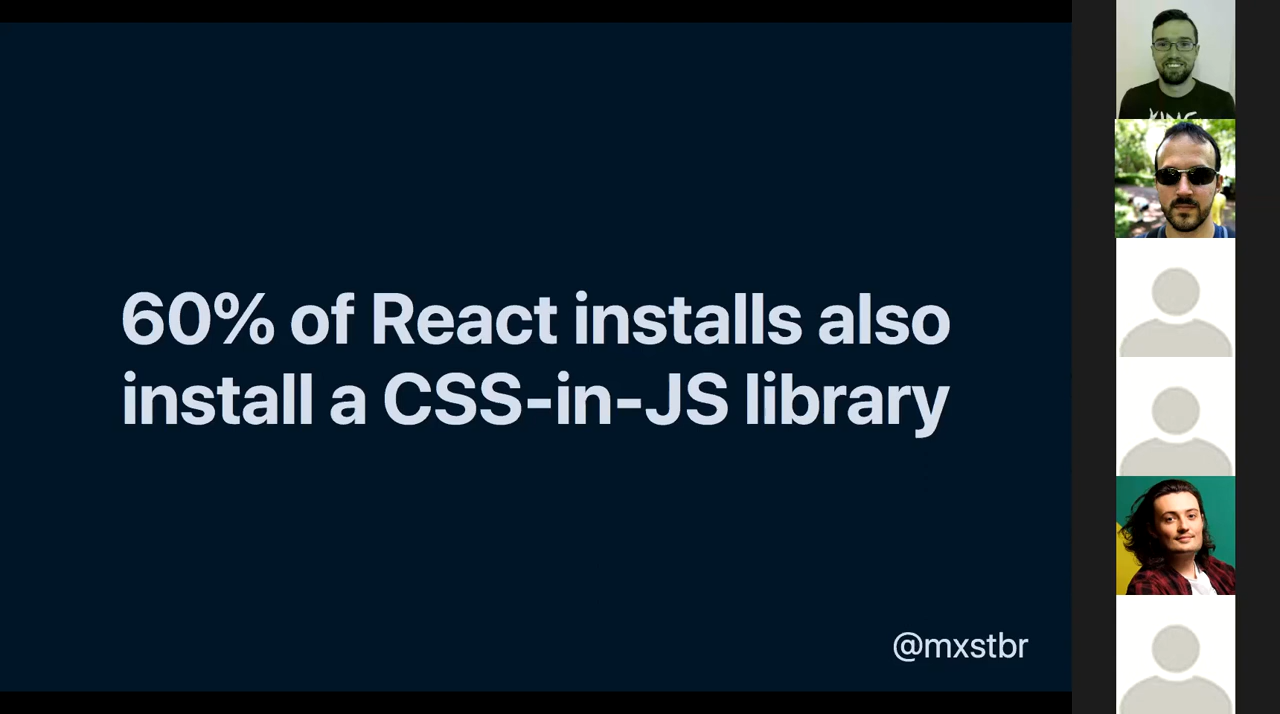 60% of React installs also
install a CSS-in-JS library
@mxstbr